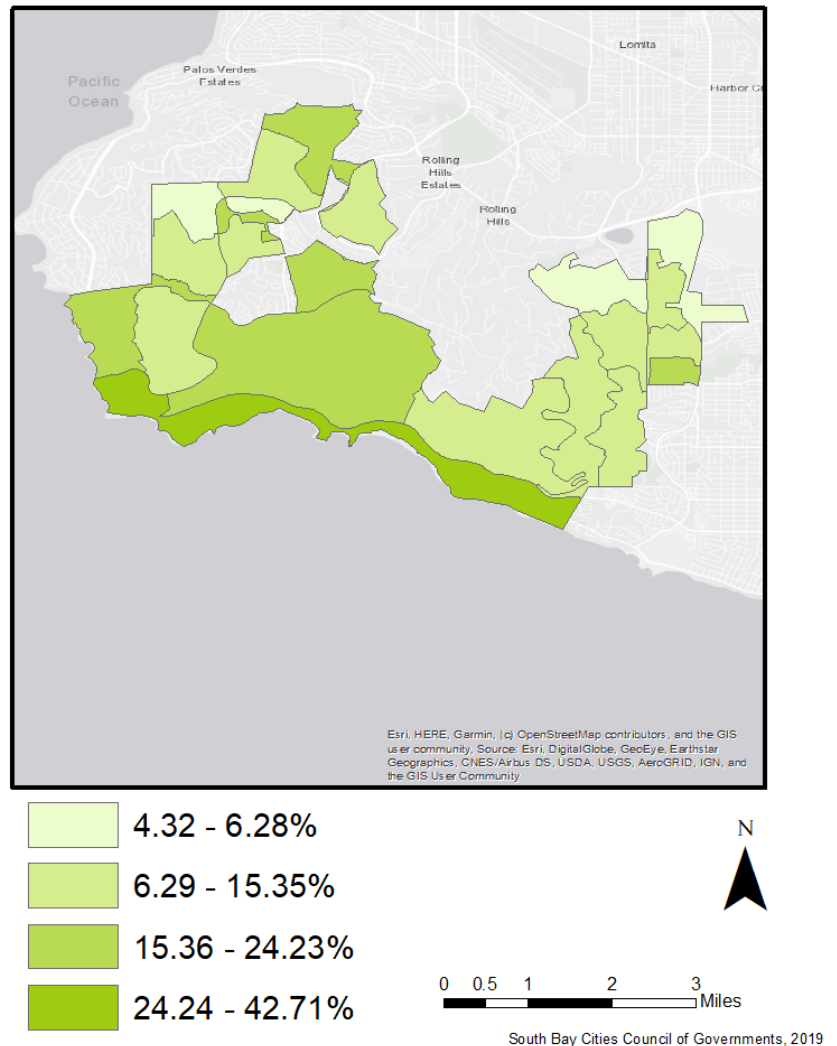 Lomita
Palos Verdes
Estates
Pacific
Ocean
Harbor Ci
Rolling
Hills
Estates
Rolling
Hills
Esri, HERE, Garmin, (c) OpenStreetMap contributors, and the GIS
user community, Source: Esri, DigitalGlobe, GeoEye, Earthstar
Geographics, CNES/Airbus DS, USDA, USGS, AeroGRID, IGN, and
the GIS User Community
4.32 - 6.28%
6.29 - 15.35%
15.36 - 24.23%
24.24 - 42.71%
N
0 0.5 1 2 3
Miles
South Bay Cities Council of Governments, 2019